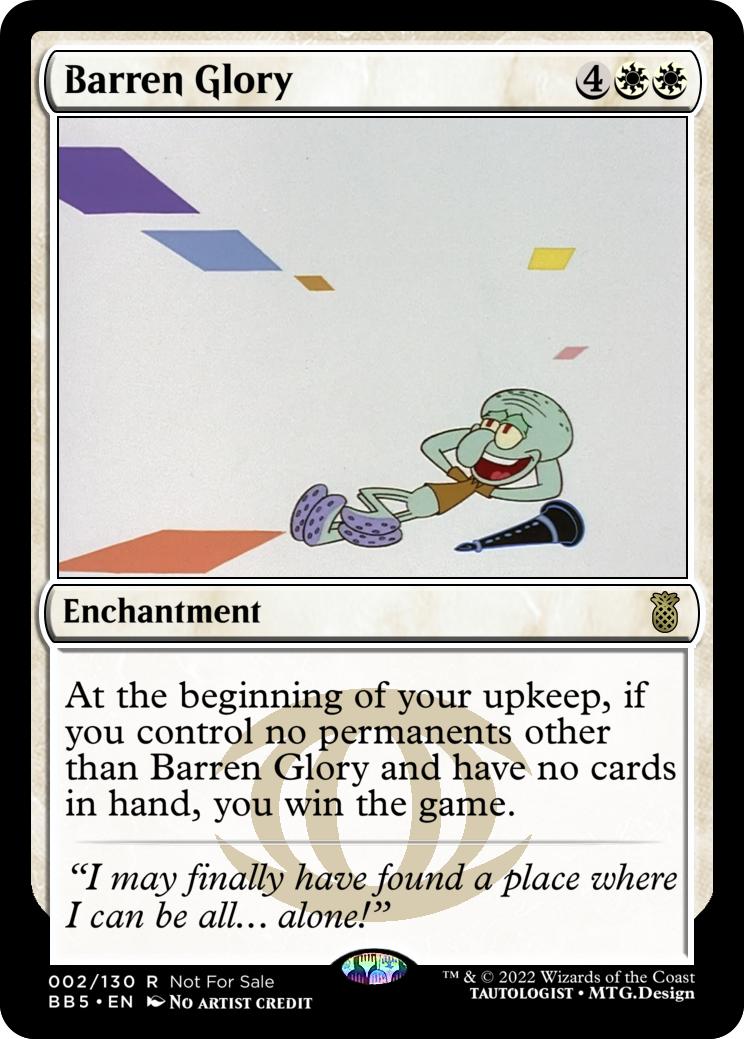 Barren Glory 4
Enchantment
At the beginning of your upkeep, if
you control no permanents other
than Barren Glory and have no cards
in hand, you win the game.
“I may finally have found a place where
I can be all... alone!”
002/130 R Not For Sale
BB5 • EN No artist credit
™ & © 2022 Wizards of the Coast
TAUTOLOGIST • MTG.Design